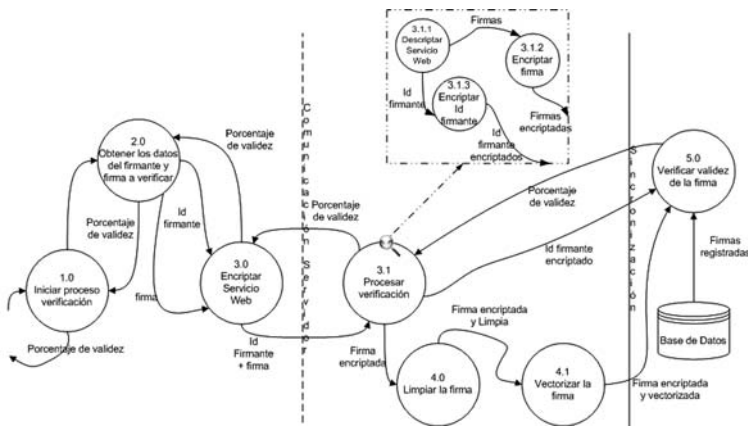 3.1.1
Descriptar
Servicio
Web
Firmas
3.1.2
Encriptar
firma
Id
firmante
3.1.3
Encriptar
Id
firmante
Firmas
encriptadas
Id
firmante
encriptados
2.0
Obtener los datos
del firmante y
firma a verificar
Porcentaje
de validez
Comunicación Servidor
Sincronización
5.0
Verificar validez
de la firma
Porcentaje
de validez
Id
firmante
Porcentaje
de validez
Porcentaje
de validez
Id firmante
encriptado
Firmas
registradas
1.0
Iniciar proceso
verificación
firma
3.0
Encriptar
Servicio
Web
3.1
Procesar
verificación
Porcentaje de validez
Id
Firmante
+ firma
Firma encriptada
y Limpia
Firma
encriptada
4.0
Limpiar la firma
4.1
Vectorizar la
firma
Base de Datos
Firma encriptada
y vectorizada